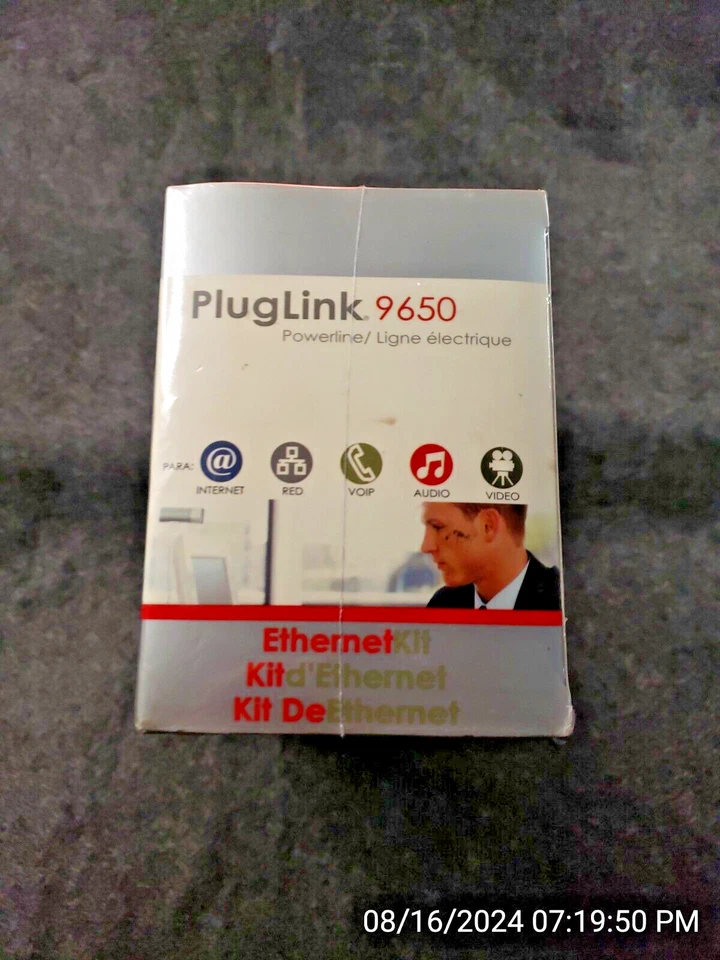 PlugLink® 9650
Powerline/ Ligne électrique
PARA:
INTERNET
RED
VOIP
AUDIO
VIDEO
EthernetKit
Kitd'Ethernet
Kit DeEthernet
08/16/2024 07:19:50 PM